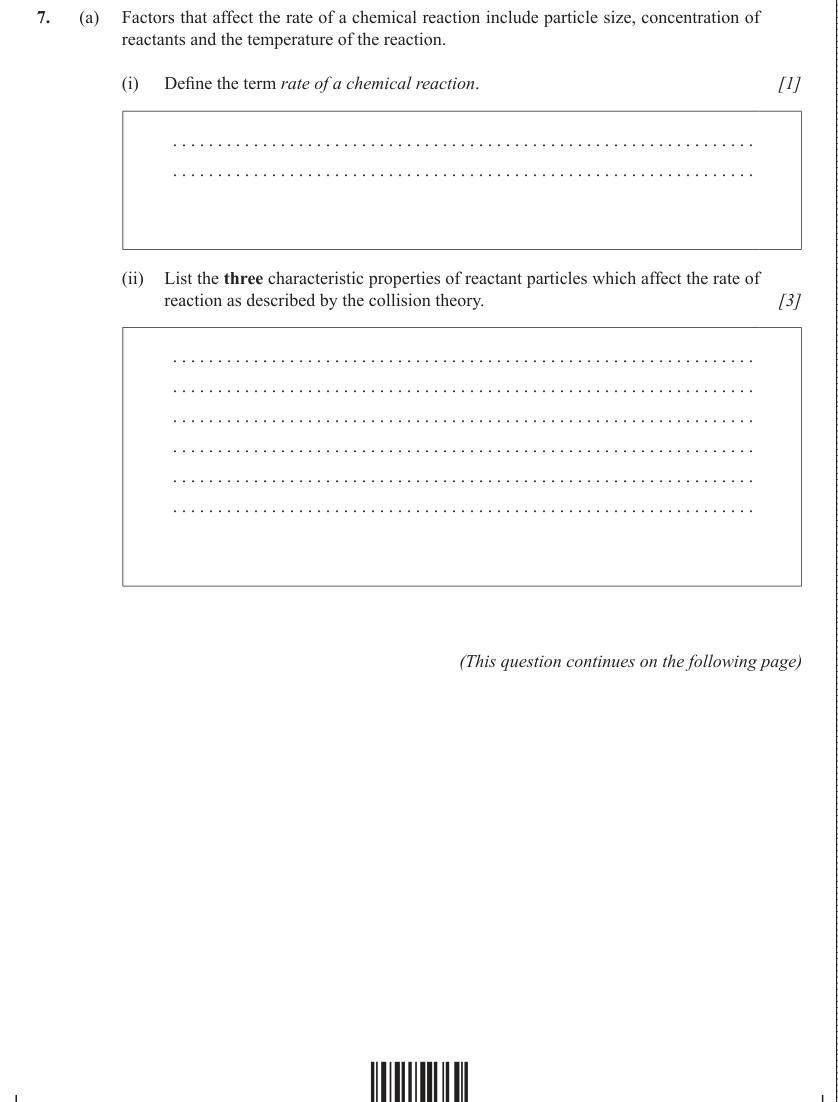 7. (a) Factors that affect the rate of a chemical reaction include particle size, concentration of
reactants and the temperature of the reaction.
(i) Define the term rate of a chemical reaction. [1]
(ii) List the three characteristic properties of reactant particles which affect the rate of
reaction as described by the collision theory. [3]
(This question continues on the following page)